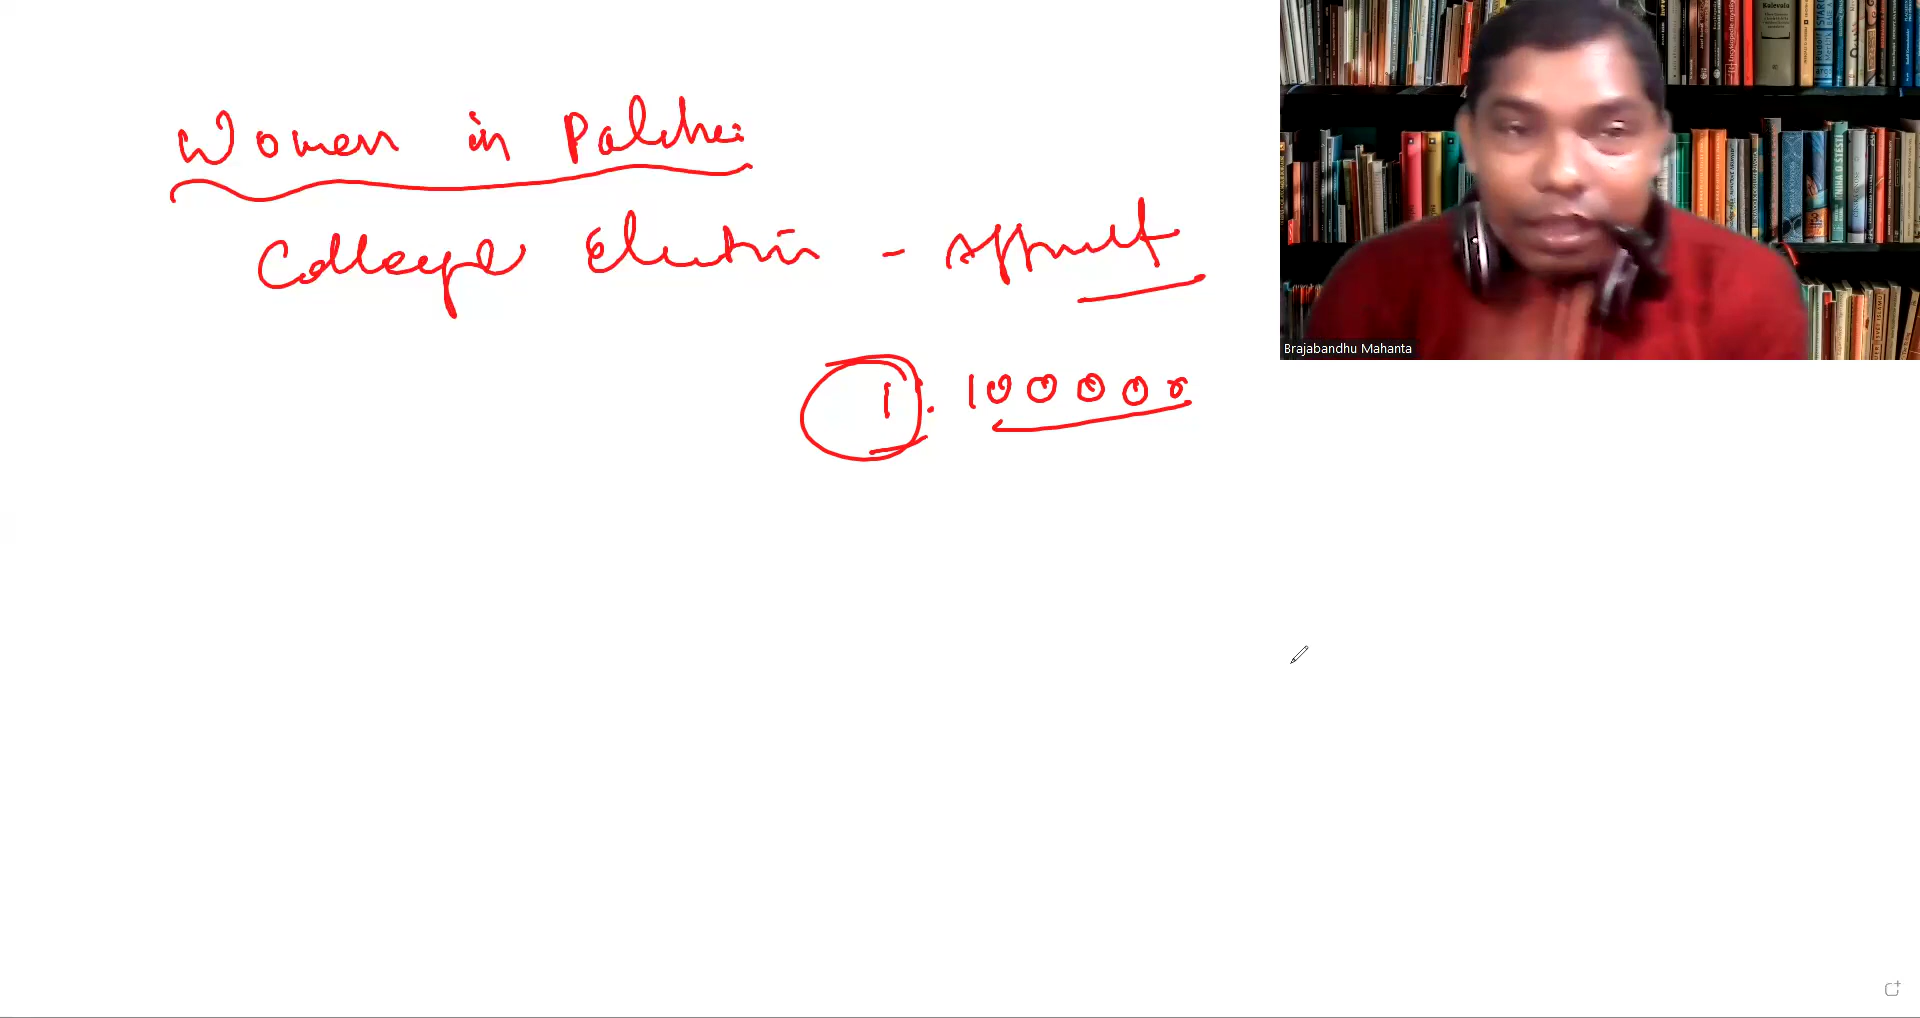 Women in Politics
College Election -
1. 100000
Brajabandhu Mahanta